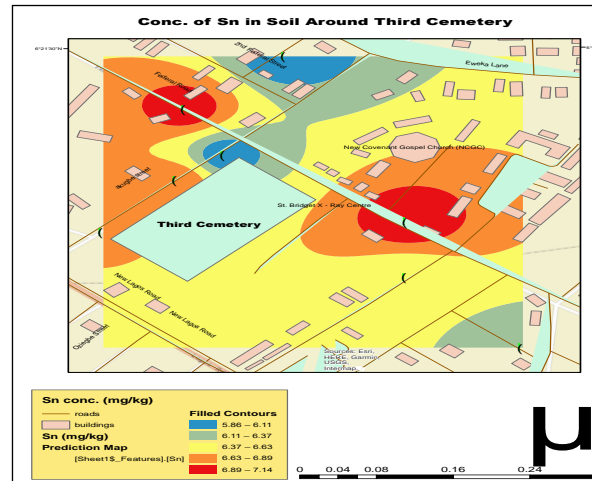 Conc. of Sn in Soil Around Third Cemetery
6°21'30"N
2nd Federal Street
Eweka Lane
Federal Road
New Covenant Gospel Church (NCGC)
Ikugbe Street
St. Bridget X - Ray Centre
Third Cemetery
New Lagos Road
New Lagos Road
Sources: Esri,
HERE, Garmin,
USGS,
Intermap,
Sn conc. (mg/kg)
roads
buildings
Sn (mg/kg)
Prediction Map
[Sheet1$_Features].[Sn]
Filled Contours
5.86 – 6.11
6.11 – 6.37
6.37 – 6.63
6.63 – 6.89
6.89 – 7.14
µ
0 0.04 0.08 0.16 0.24